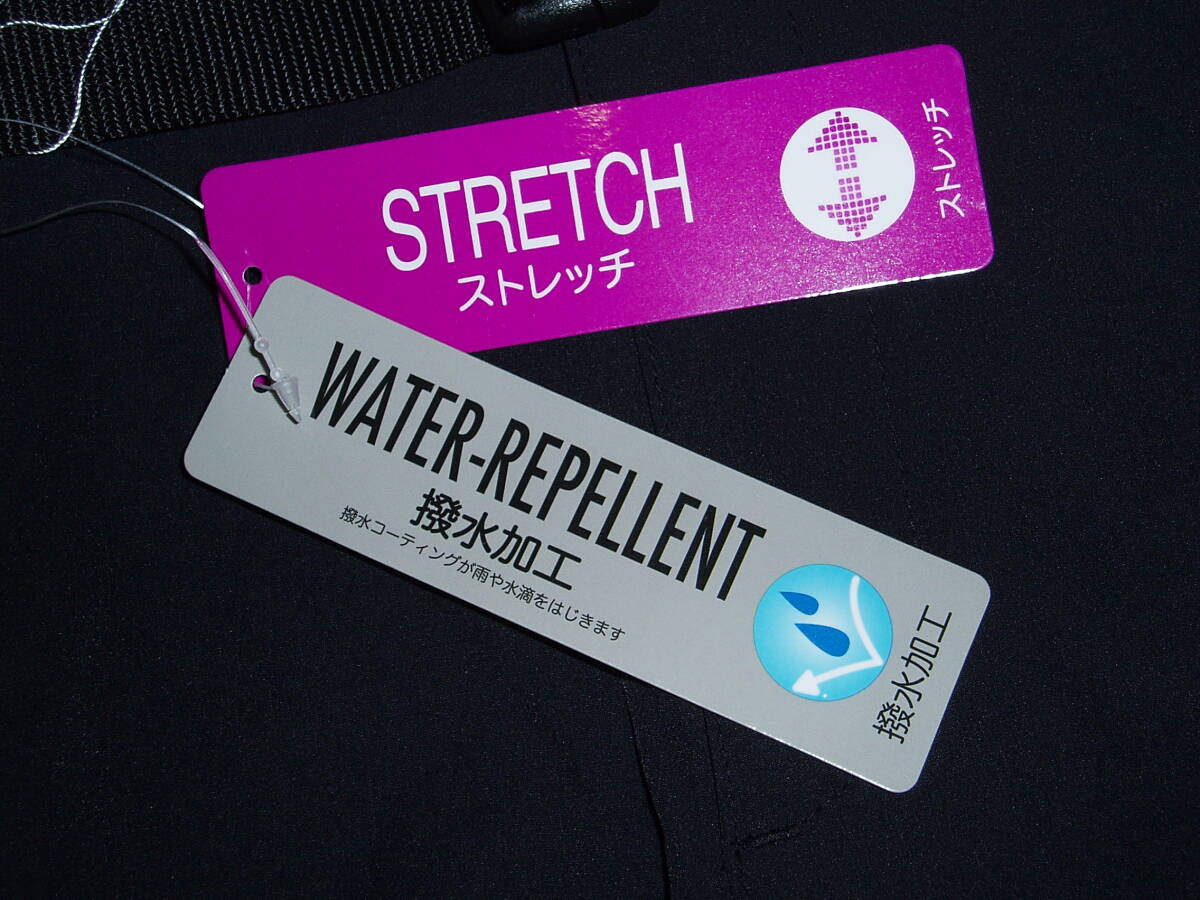 STRETCH
ストレッチ
ストレッチ
WATER-REPELLENT
撥水加工
撥水コーティングが雨や水滴をはじきます
撥水加工